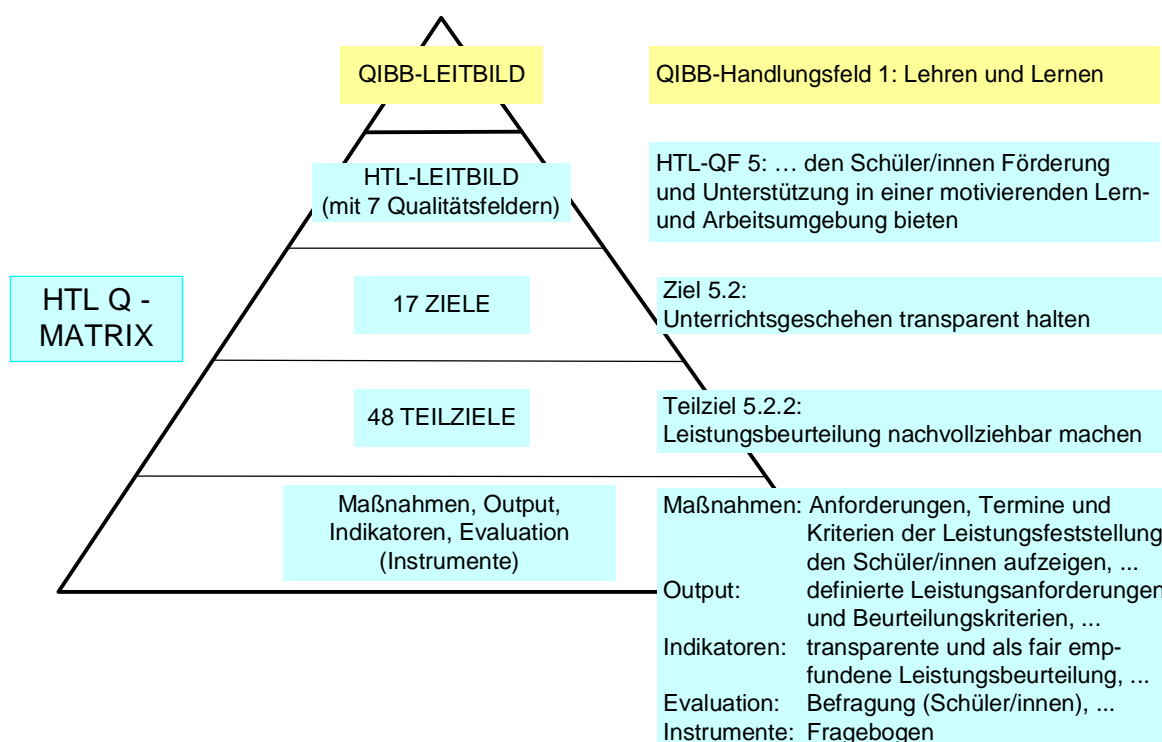 QIBB-LEITBILD
QIBB-Handlungsfeld 1: Lehren und Lernen
HTL-LEITBILD
(mit 7 Qualitätsfeldern)
HTL-QF 5: … den Schüler/innen Förderung
und Unterstützung in einer motivierenden Lern-
und Arbeitsumgebung bieten
HTL Q -
MATRIX
17 ZIELE
Ziel 5.2:
Unterrichtsgeschehen transparent halten
48 TEILZIELE
Teilziel 5.2.2:
Leistungsbeurteilung nachvollziehbar machen
Maßnahmen, Output,
Indikatoren, Evaluation
(Instrumente)
Maßnahmen: Anforderungen, Termine und
Kriterien der Leistungsfeststellung
den Schüler/innen aufzeigen, ...
Output: definierte Leistungsanforderungen
und Beurteilungskriterien, ...
Indikatoren: transparente und als fair emp-
fundene Leistungsbeurteilung, ...
Evaluation: Befragung (Schüler/innen), ...
Instrumente: Fragebogen